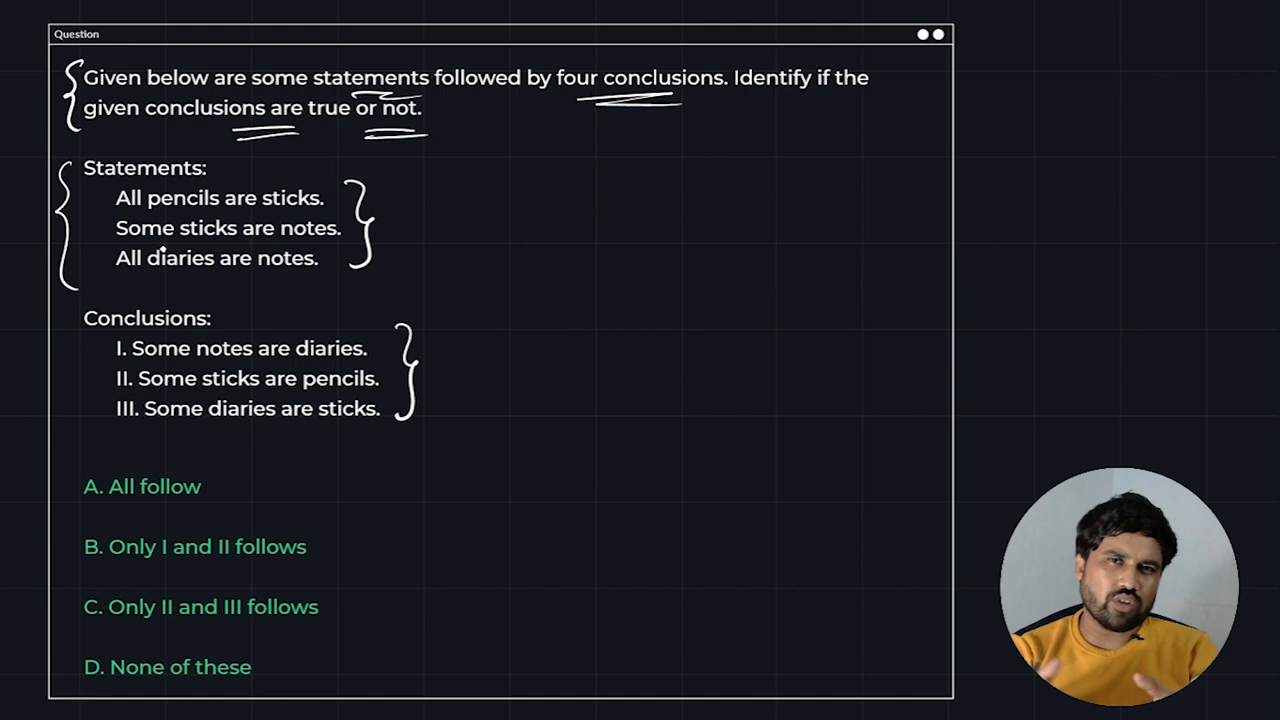 Question
Given below are some statements followed by four conclusions. Identify if the
given conclusions are true or not.
Statements:
All pencils are sticks.
Some sticks are notes.
All diaries are notes.
Conclusions:
I. Some notes are diaries.
II. Some sticks are pencils.
III. Some diaries are sticks.
A. All follow
B. Only I and II follows
C. Only II and III follows
D. None of these